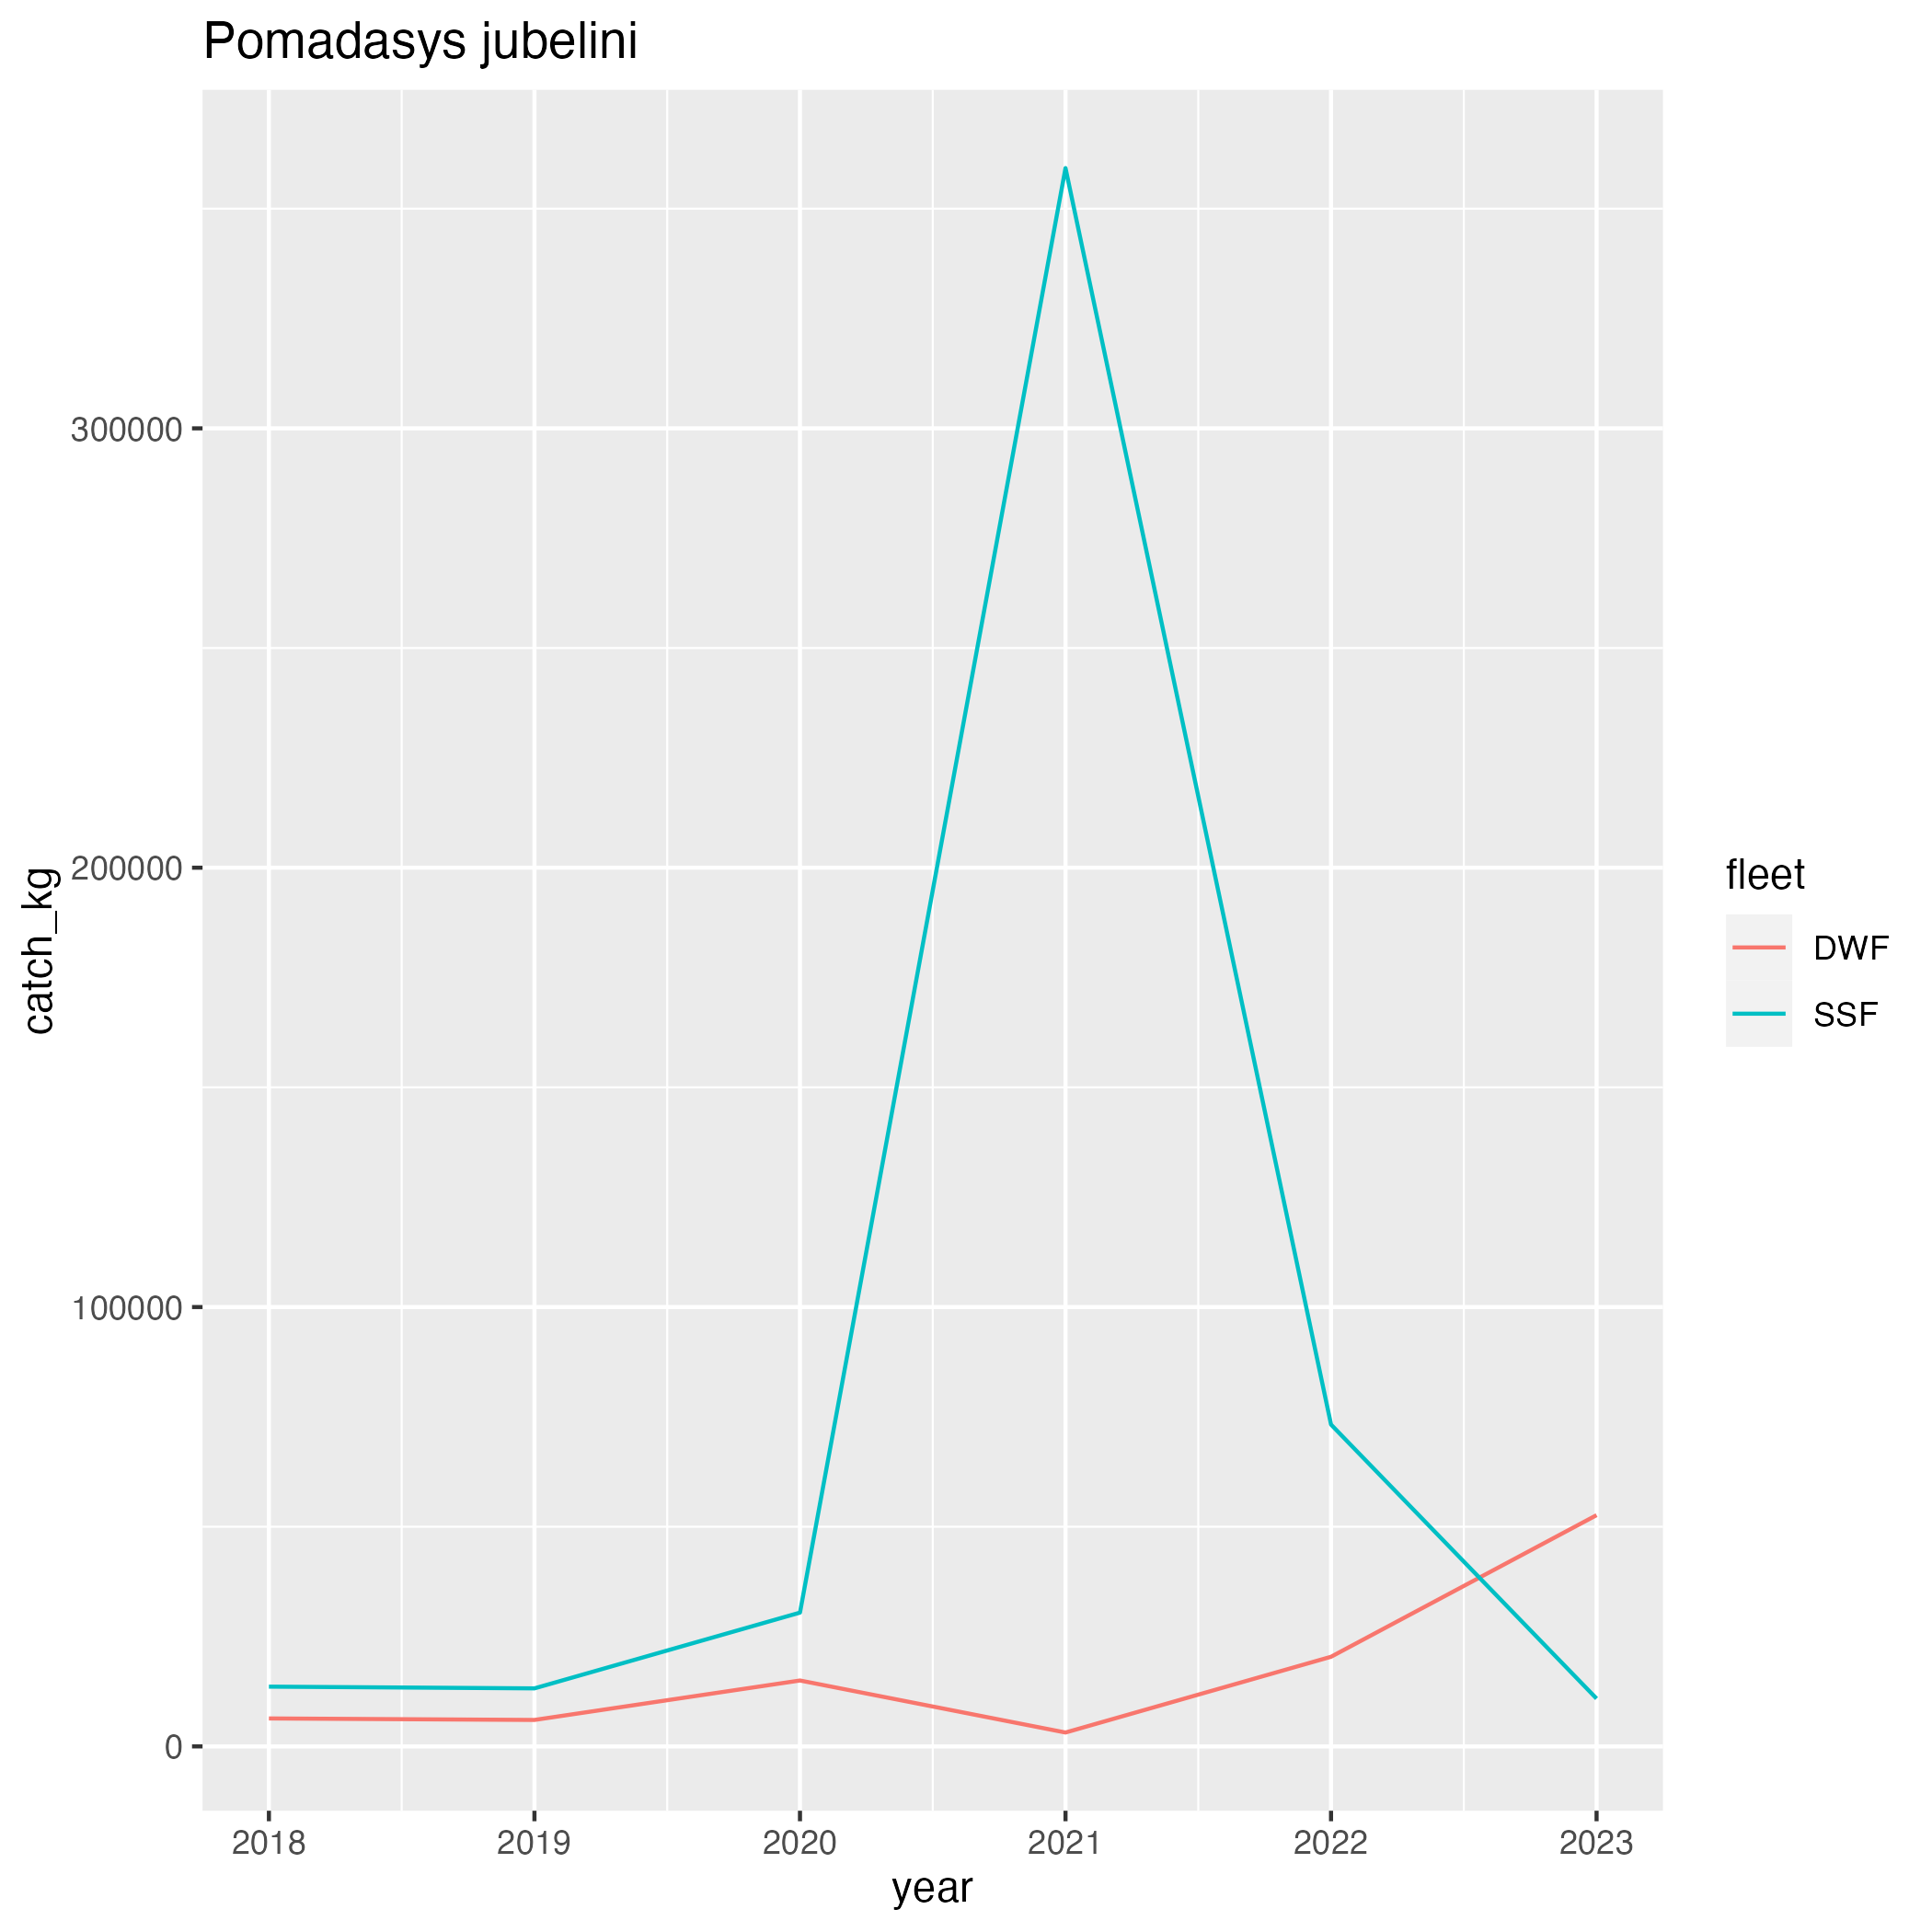 Pomadasys jubelini
300000
200000
100000
0
catch_kg
2018 2019 2020 2021 2022 2023
year
fleet
DWF
SSF